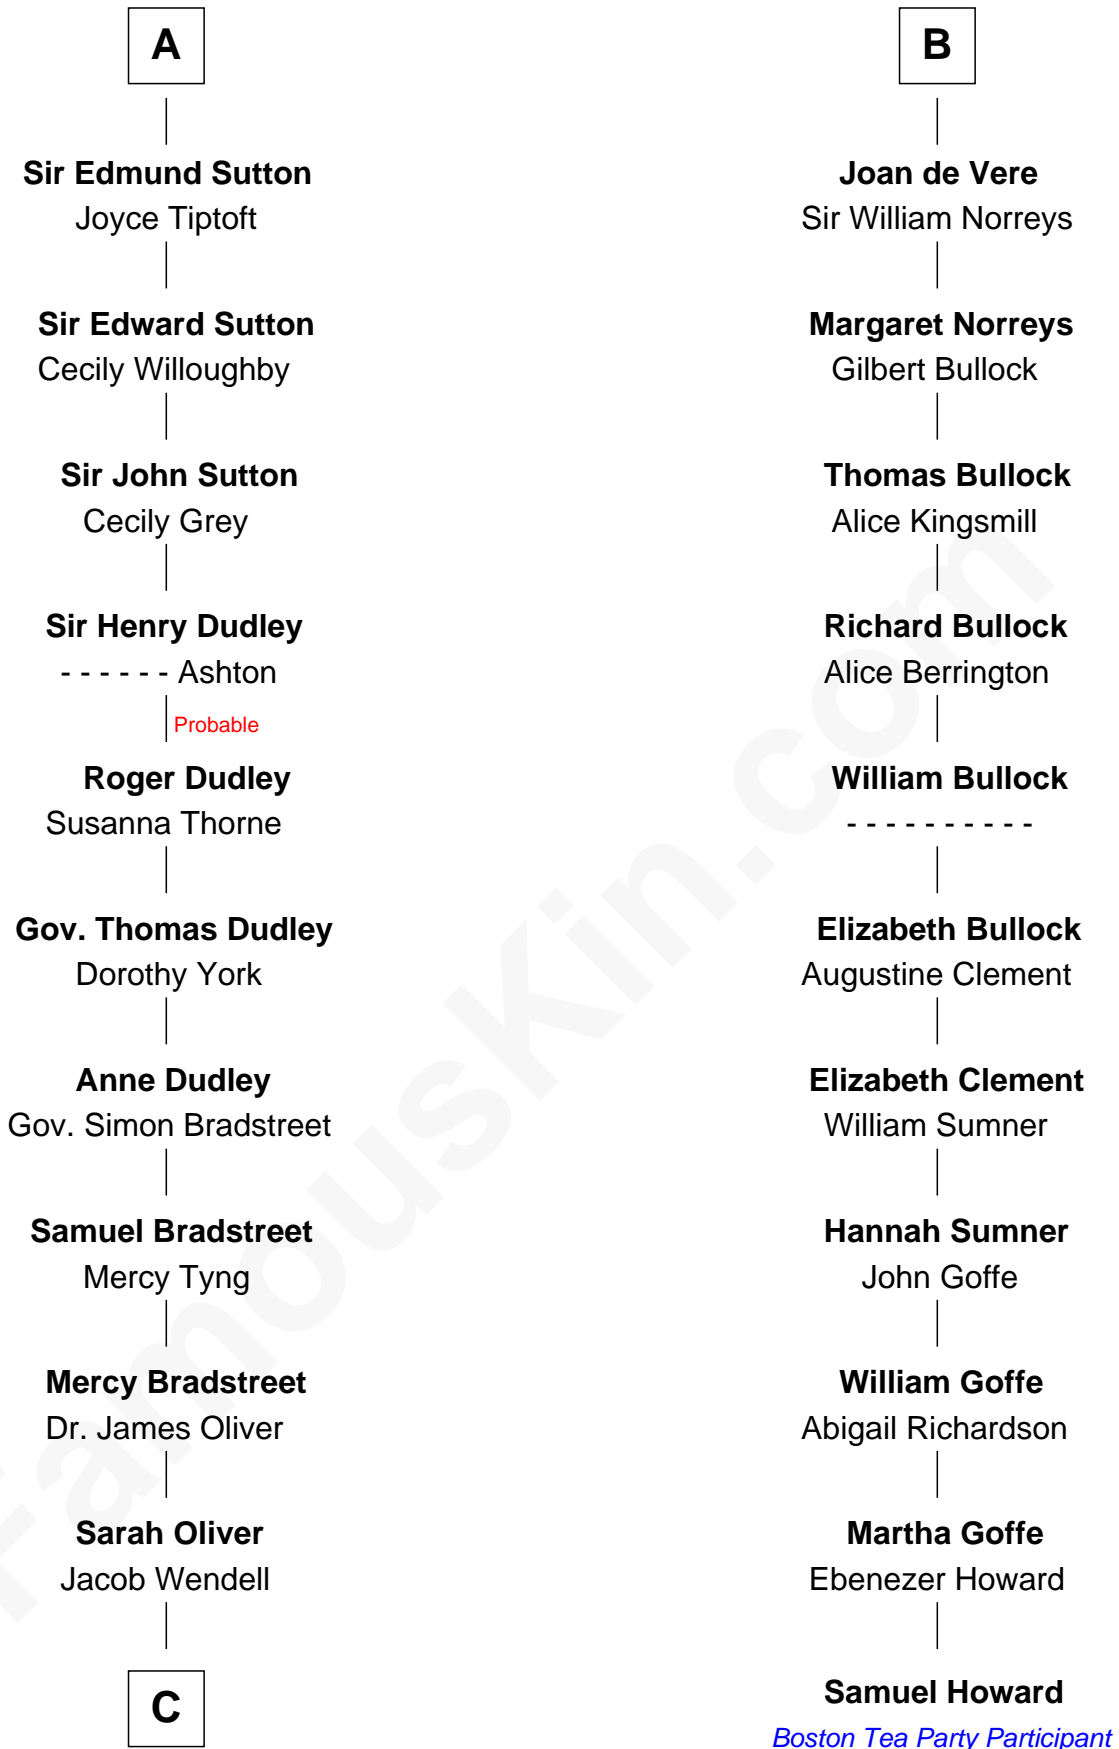 A
Sir Edmund Sutton
Joyce Tiptoft
Sir Edward Sutton
Cecily Willoughby
Sir John Sutton
Cecily Grey
Sir Henry Dudley
- - - - - - Ashton
Probable
Roger Dudley
Susanna Thorne
Gov. Thomas Dudley
Dorothy York
Anne Dudley
Gov. Simon Bradstreet
Samuel Bradstreet
Mercy Tyng
Mercy Bradstreet
Dr. James Oliver
Sarah Oliver
Jacob Wendell
C
B
Joan de Vere
Sir William Norreys
Margaret Norreys
Gilbert Bullock
Thomas Bullock
Alice Kingsmill
Richard Bullock
Alice Berrington
William Bullock
- - - - - - - - - -
Elizabeth Bullock
Augustine Clement
Elizabeth Clement
William Sumner
Hannah Sumner
John Goffe
William Goffe
Abigail Richardson
Martha Goffe
Ebenezer Howard
Samuel Howard
Boston Tea Party Participant
FamousKin.com